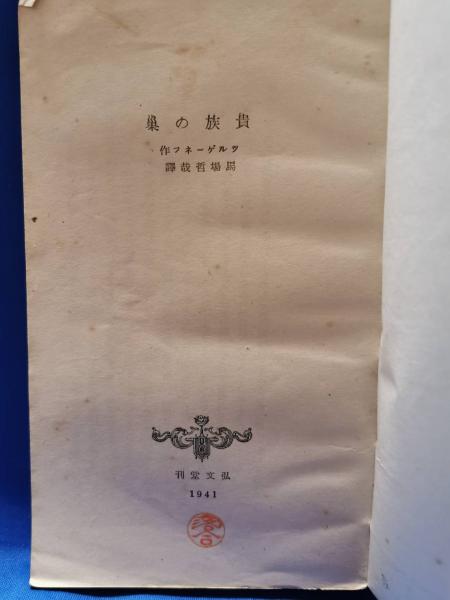 貴族の巢
ツルゲーネフ作
馬場哲哉譯
弘文堂刊
1941